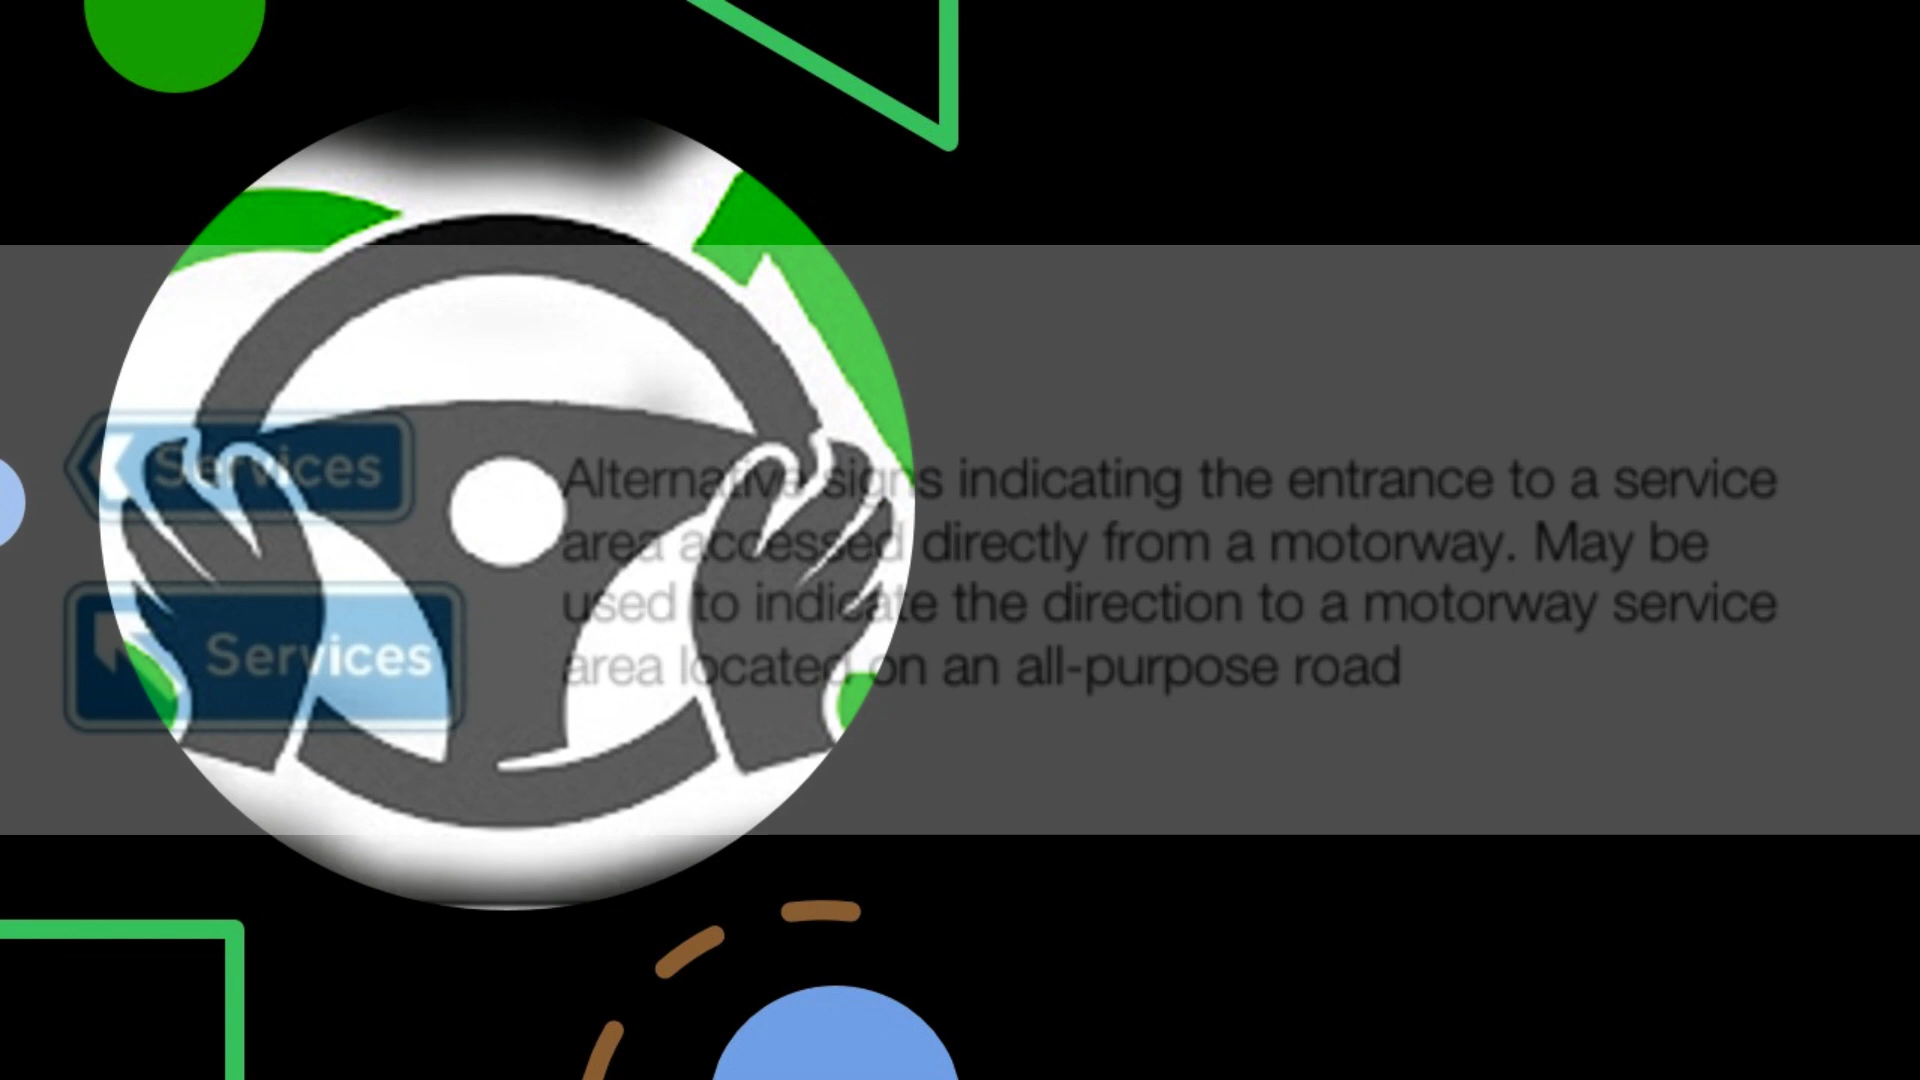 Services
Services
Alternative signs indicating the entrance to a service
area accessed directly from a motorway. May be
used to indicate the direction to a motorway service
area located on an all-purpose road